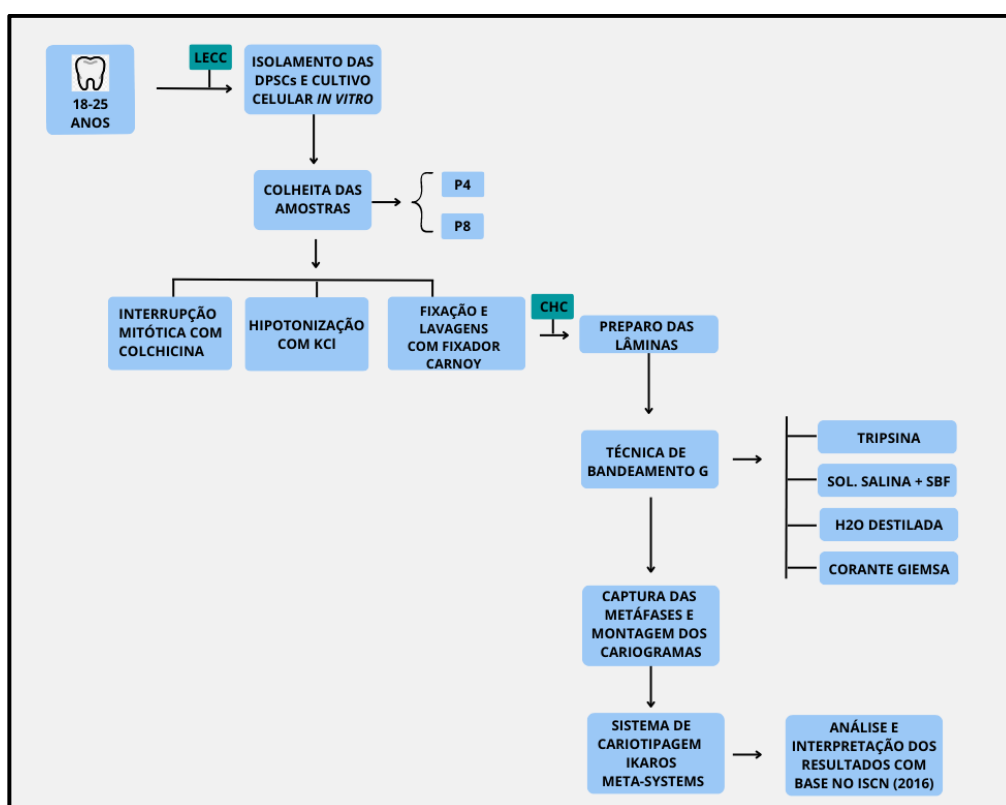 18-25
ANOS
LECC
ISOLAMENTO DAS
DPSCs E CULTIVO
CELULAR IN VITRO
COLHEITA DAS
AMOSTRAS
P4
P8
INTERRUPÇÃO
MITÓTICA COM
COLCHICINA
HIPOTONIZAÇÃO
COM KCl
FIXAÇÃO E
LAVAGENS
COM FIXADOR
CARNOY
CHC
PREPARO DAS
LÂMINAS
TÉCNICA DE
BANDEAMENTO G
TRIPSINA
SOL. SALINA + SBF
H2O DESTILADA
CORANTE GIEMSA
CAPTURA DAS
METÁFASES E
MONTAGEM DOS
CARIOGRAMAS
SISTEMA DE
CARIOTIPAGEM
IKAROS
META-SYSTEMS
ANÁLISE E
INTERPRETAÇÃO DOS
RESULTADOS COM
BASE NO ISCN (2016)